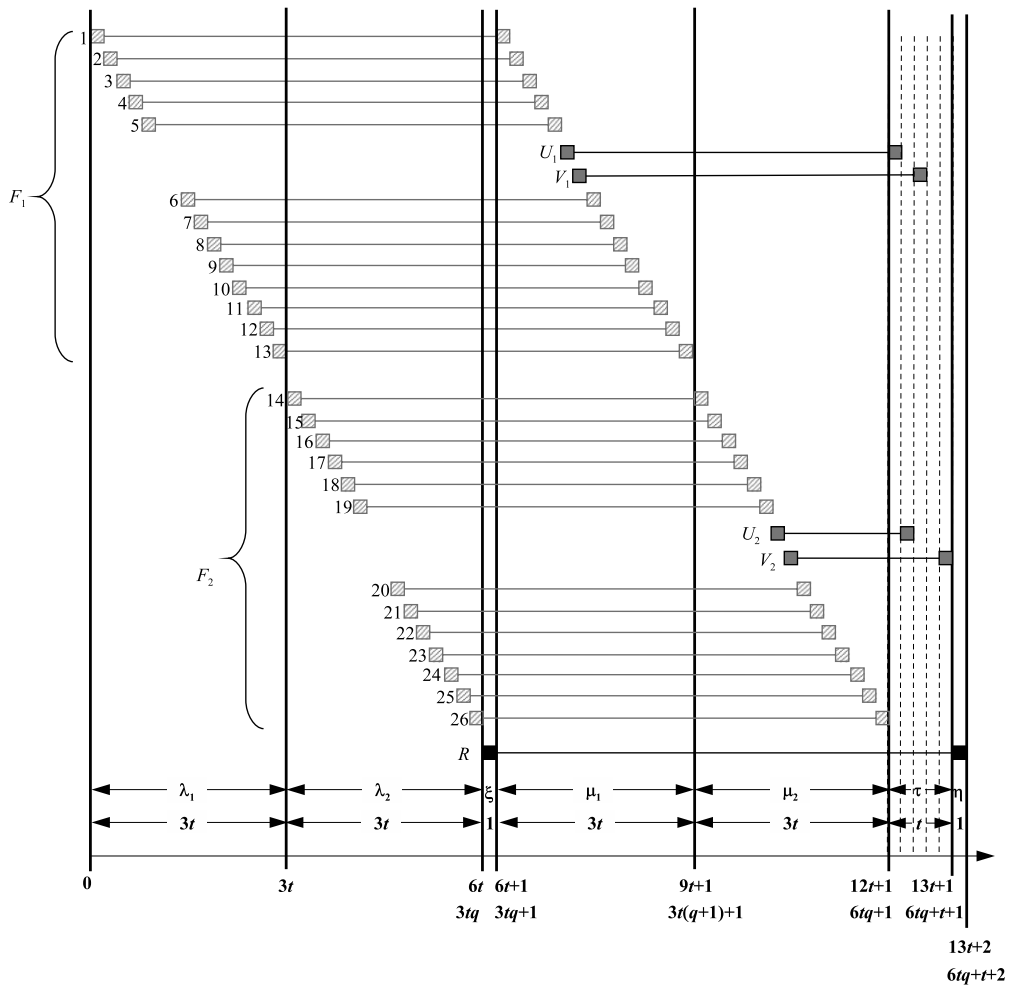 1
2
3
4
5
U₁
V₁
F₁
6
7
8
9
10
11
12
13
14
15
16
17
18
19
U₂
V₂
F₂
20
21
22
23
24
25
26
R
λ₁ λ₂ ξ μ₁ μ₂ τ η
3t 3t 1 3t 3t t 1
0 3t 6t 6t+1 9t+1 12t+1 13t+1
3tq 3tq+1 3t(q+1)+1 6tq+1 6tq+t+1
13t+2
6tq+t+2